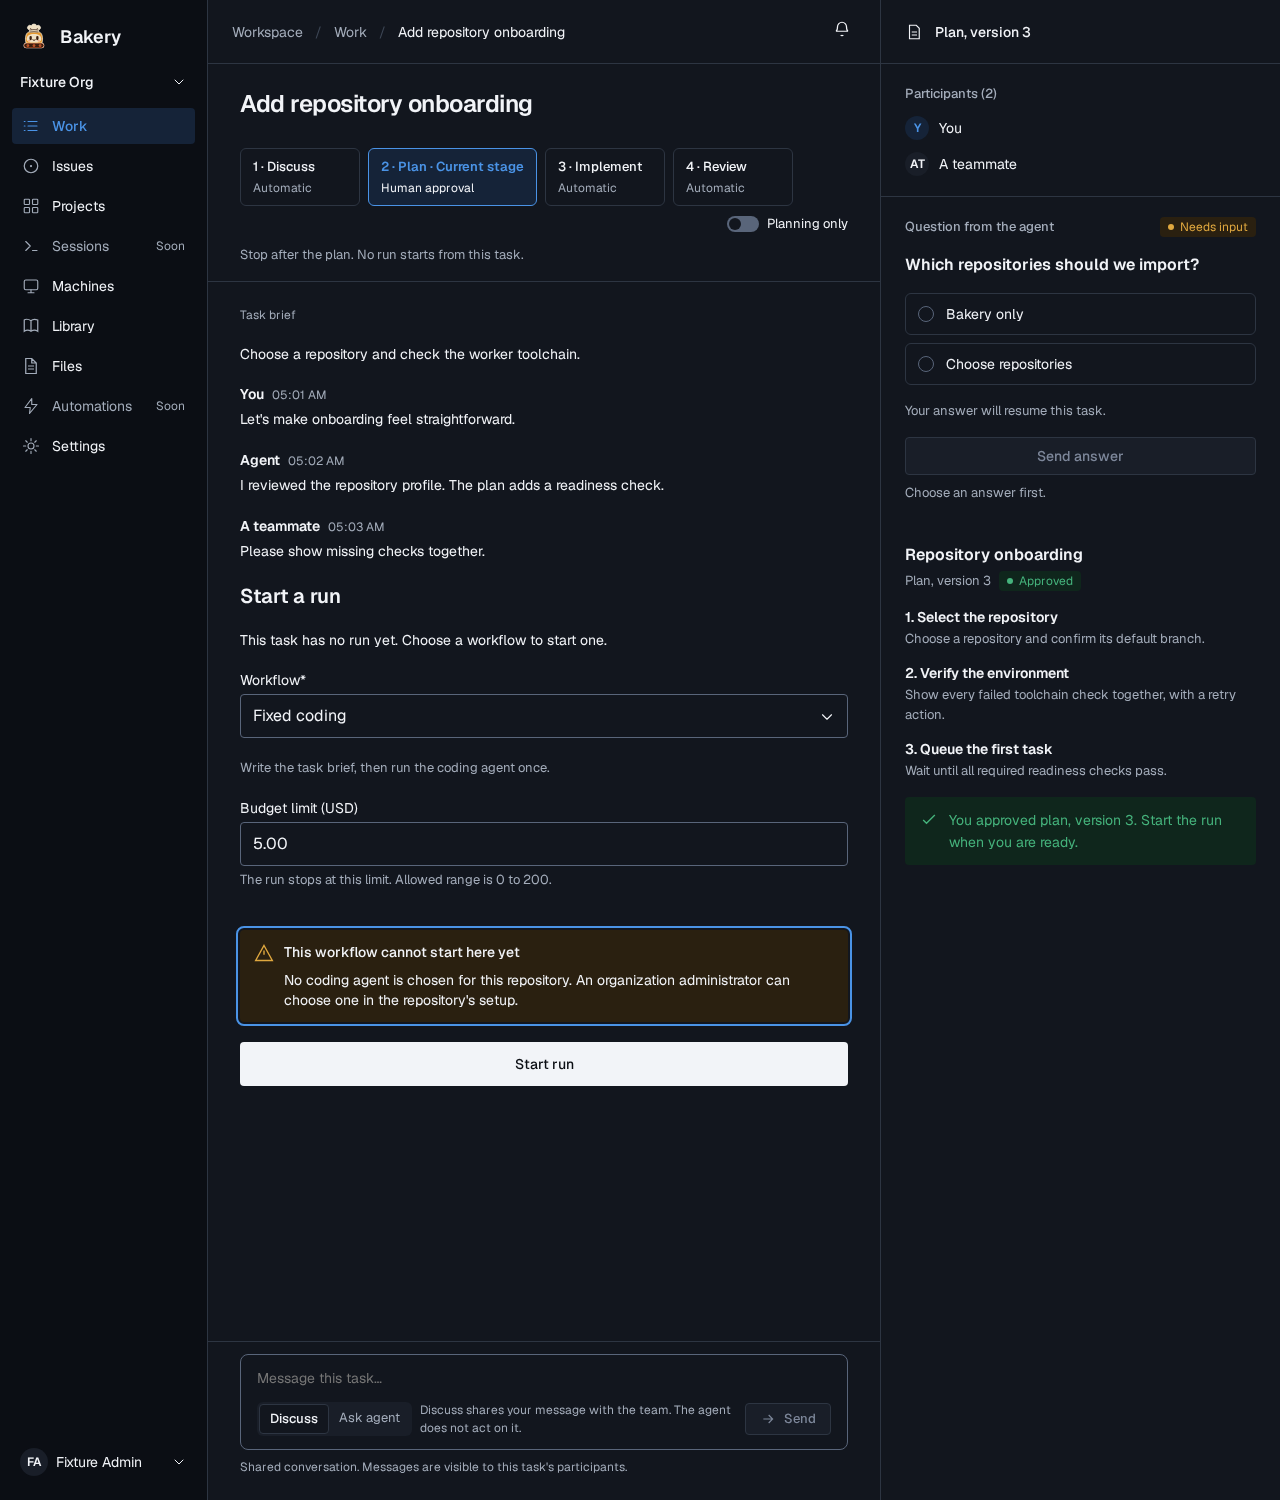 Bakery
Fixture Org
Work
Issues
Projects
Sessions Soon
Machines
Library
Files
Automations Soon
Settings
FA Fixture Admin
Workspace / Work / Add repository onboarding
Add repository onboarding
1 · Discuss
Automatic
2 · Plan · Current stage
Human approval
3 · Implement
Automatic
4 · Review
Automatic
Planning only
Stop after the plan. No run starts from this task.
Task brief
Choose a repository and check the worker toolchain.
You 05:01 AM
Let's make onboarding feel straightforward.
Agent 05:02 AM
I reviewed the repository profile. The plan adds a readiness check.
A teammate 05:03 AM
Please show missing checks together.
Start a run
This task has no run yet. Choose a workflow to start one.
Workflow*
Fixed coding
Write the task brief, then run the coding agent once.
Budget limit (USD)
5.00
The run stops at this limit. Allowed range is 0 to 200.
This workflow cannot start here yet
No coding agent is chosen for this repository. An organization administrator can
choose one in the repository's setup.
Start run
Message this task...
Discuss
Ask agent
Discuss shares your message with the team. The agent
does not act on it.
Send
Shared conversation. Messages are visible to this task's participants.
Plan, version 3
Participants (2)
Y You
AT A teammate
Question from the agent
Needs input
Which repositories should we import?
Bakery only
Choose repositories
Your answer will resume this task.
Send answer
Choose an answer first.
Repository onboarding
Plan, version 3 Approved
1. Select the repository
Choose a repository and confirm its default branch.
2. Verify the environment
Show every failed toolchain check together, with a retry
action.
3. Queue the first task
Wait until all required readiness checks pass.
You approved plan, version 3. Start the run
when you are ready.